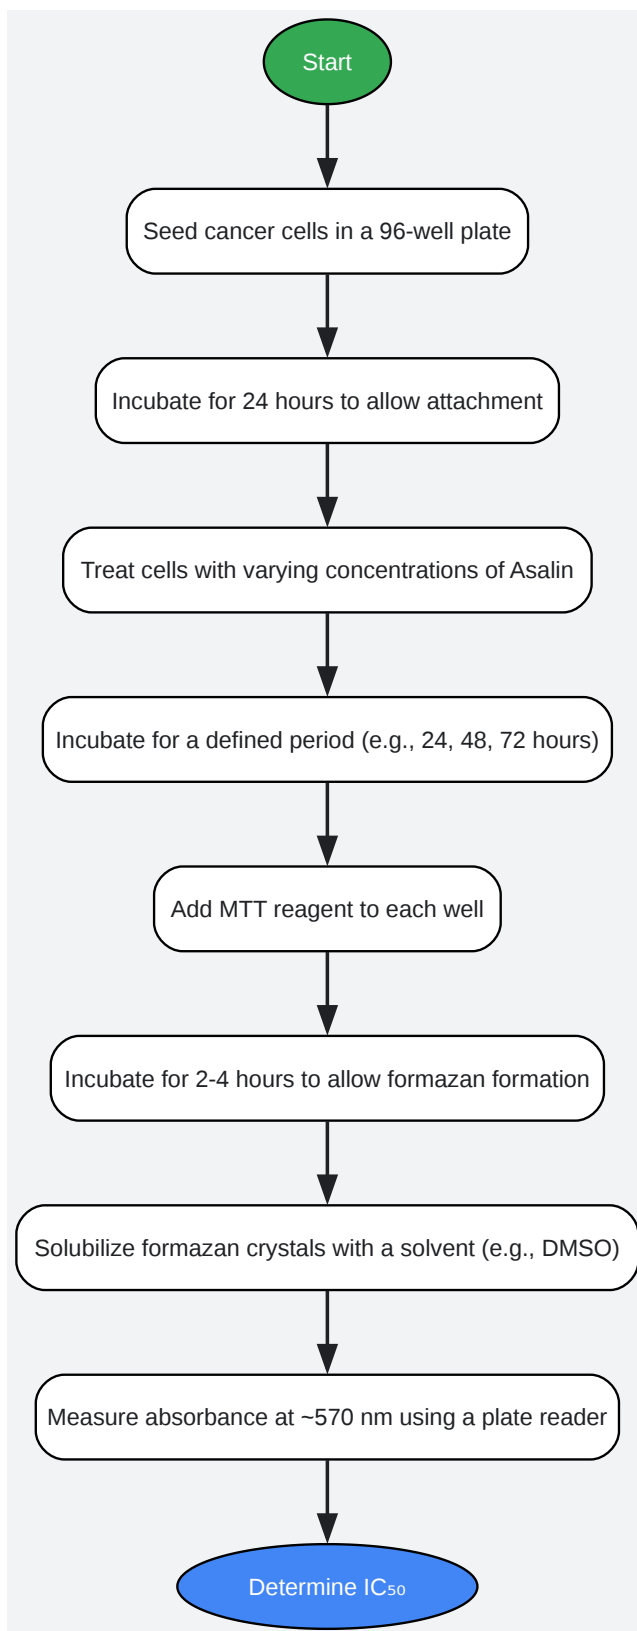 Start
Seed cancer cells in a 96-well plate
Incubate for 24 hours to allow attachment
Treat cells with varying concentrations of Asalin
Incubate for a defined period (e.g., 24, 48, 72 hours)
Add MTT reagent to each well
Incubate for 2-4 hours to allow formazan formation
Solubilize formazan crystals with a solvent (e.g., DMSO)
Measure absorbance at ~570 nm using a plate reader
Determine IC₅₀